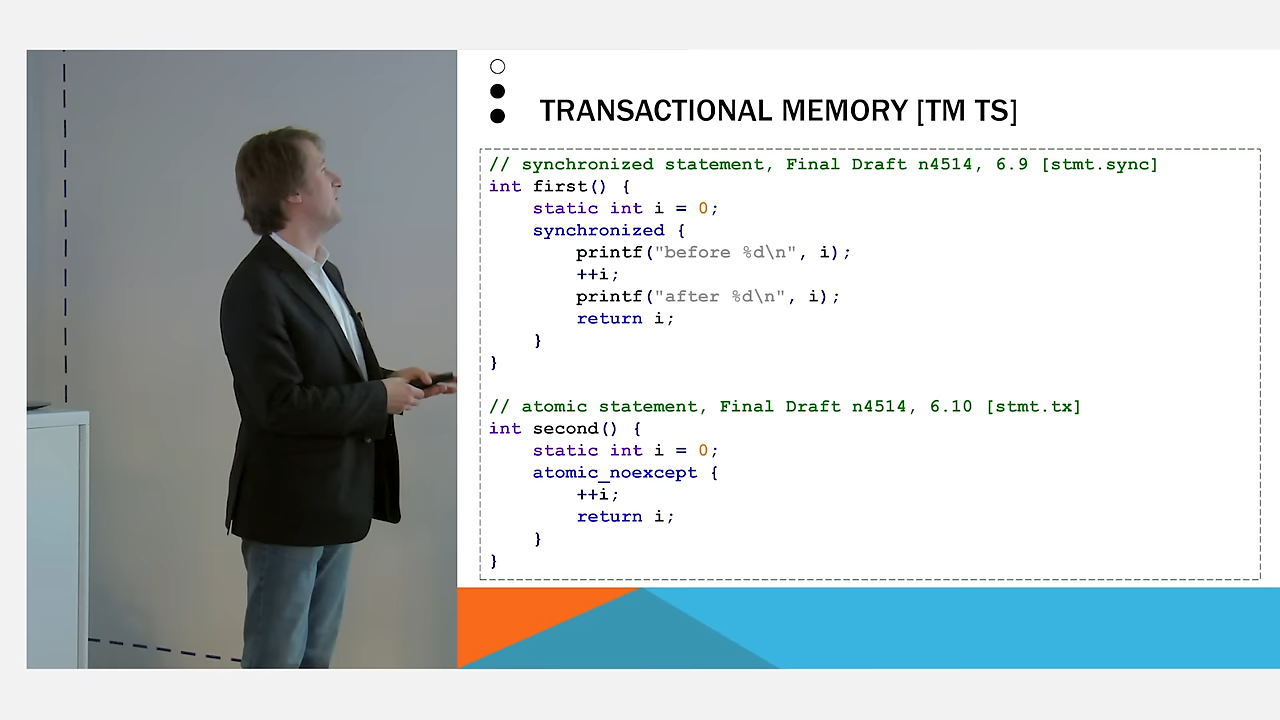 TRANSACTIONAL MEMORY [TM TS]
// synchronized statement, Final Draft n4514, 6.9 [stmt.sync]
int first() {
    static int i = 0;
    synchronized {
        printf("before %d\n", i);
        ++i;
        printf("after %d\n", i);
        return i;
    }
}
// atomic statement, Final Draft n4514, 6.10 [stmt.tx]
int second() {
    static int i = 0;
    atomic_noexcept {
        ++i;
        return i;
    }
}